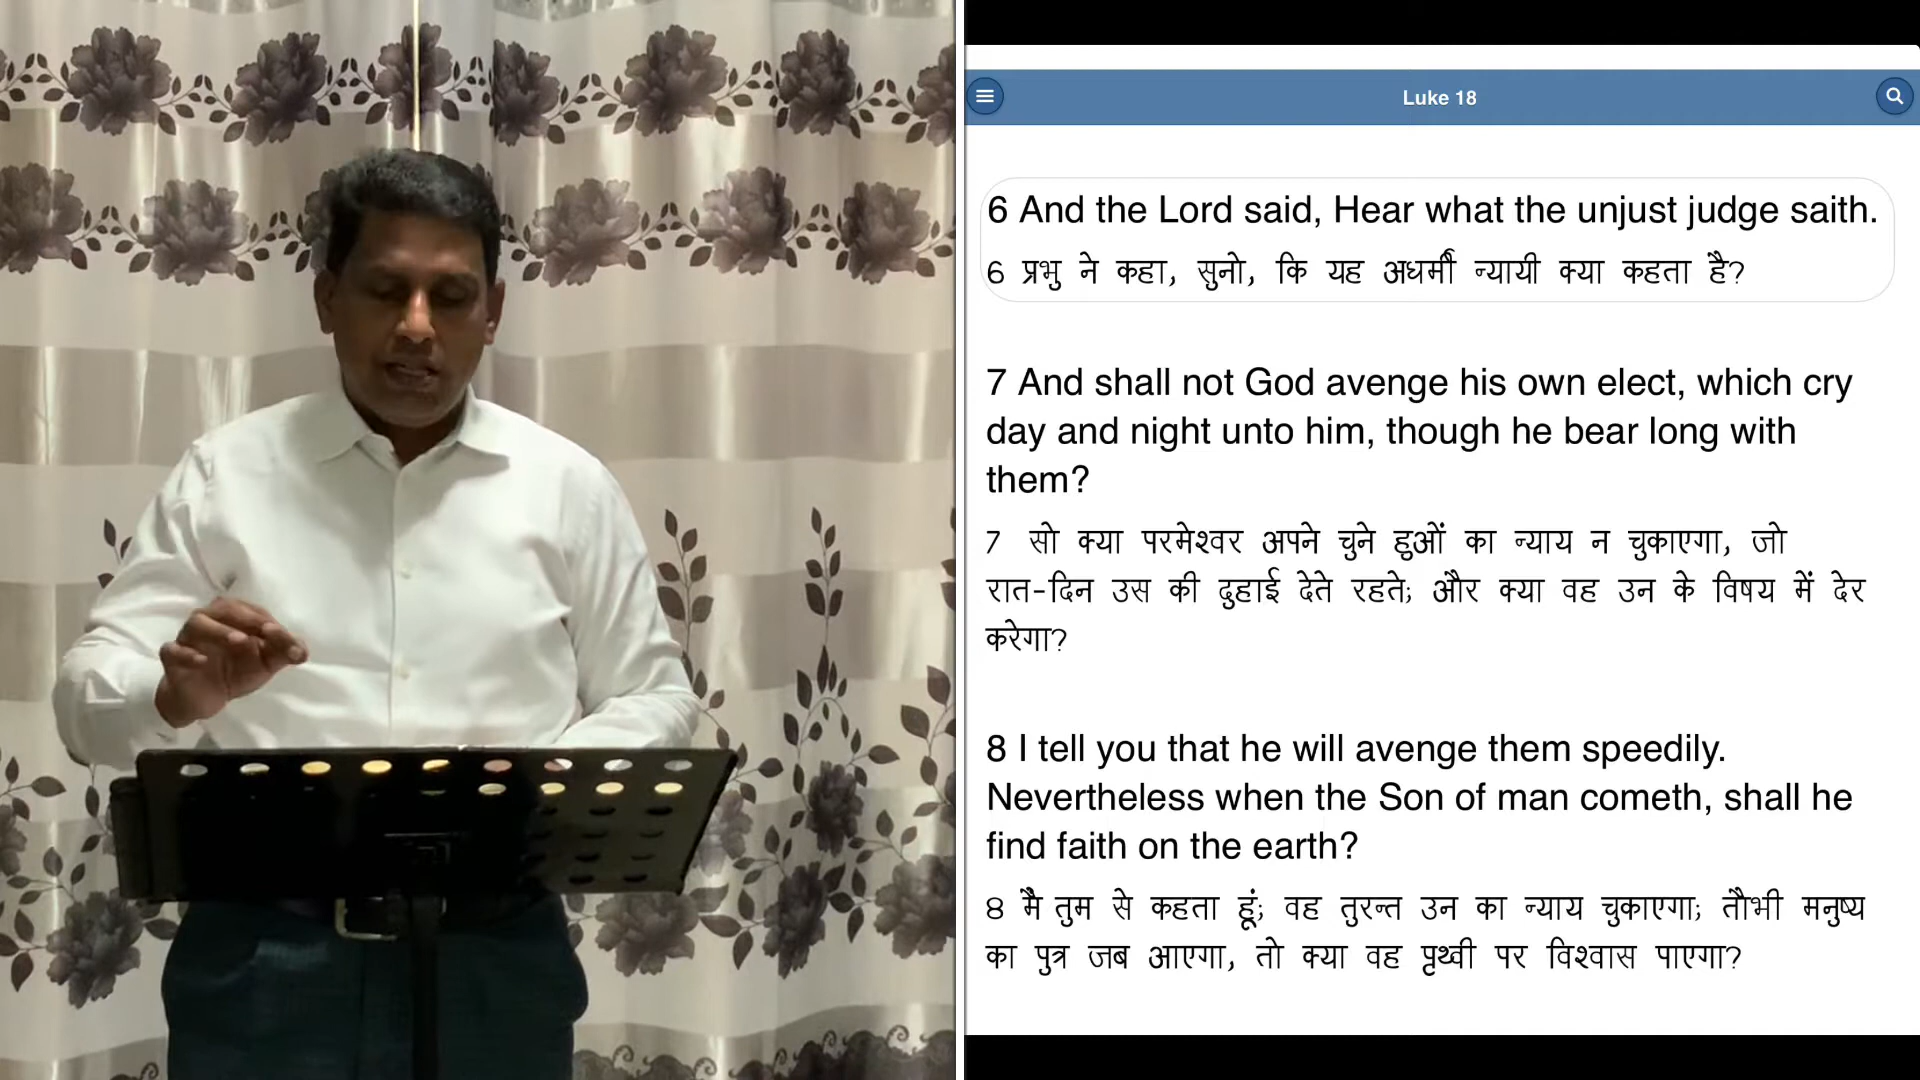 Luke 18
6 And the Lord said, Hear what the unjust judge saith.
6 प्रभु ने कहा, सुनो, कि यह अधर्मी न्यायी क्या कहता है?
7 And shall not God avenge his own elect, which cry
day and night unto him, though he bear long with
them?
7 सो क्या परमेश्वर अपने चुने हुओं का न्याय न चुकाएगा, जो
रात-दिन उस की दुहाई देते रहते; और क्या वह उन के विषय में देर
करेगा?
8 I tell you that he will avenge them speedily.
Nevertheless when the Son of man cometh, shall he
find faith on the earth?
8 मैं तुम से कहता हूं; वह तुरन्त उन का न्याय चुकाएगा; तौभी मनुष्य
का पुत्र जब आएगा, तो क्या वह पृथ्वी पर विश्वास पाएगा?